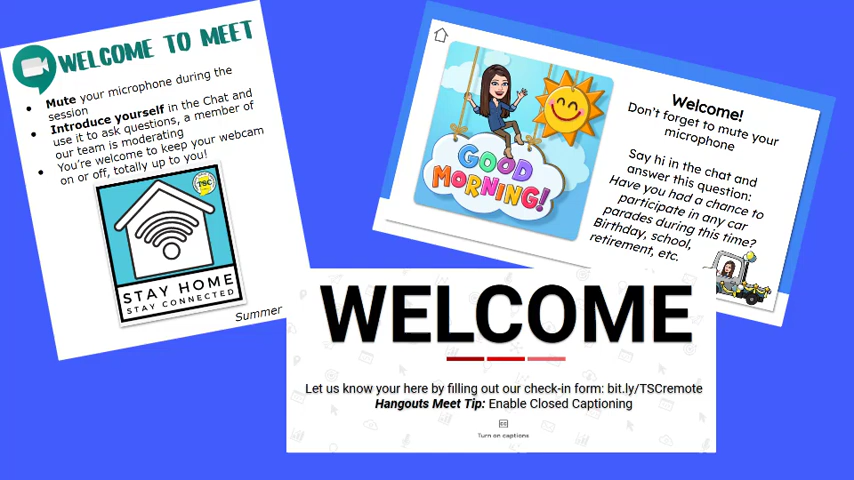 WELCOME TO MEET
Mute your microphone during the
session
Introduce yourself in the Chat and
use it to ask questions, a member of
our team is moderating
You're welcome to keep your webcam
on or off, totally up to you!
TSC
STAY HOME
STAY CONNECTED
Summer
GOOD
MORNING!
Welcome!
Don't forget to mute your
microphone
Say hi in the chat and
answer this question:
Have you had a chance to
participate in any car
parades during this time?
Birthday, school,
retirement, etc.
WELCOME
Let us know your here by filling out our check-in form: bit.ly/TSCremote
Hangouts Meet Tip: Enable Closed Captioning
Turn on captions